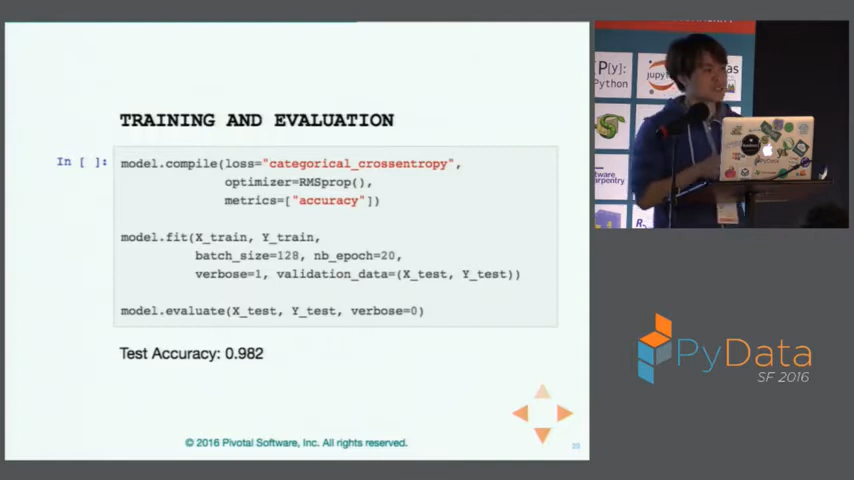 TRAINING AND EVALUATION
In [ ]:
model.compile(loss="categorical_crossentropy",
optimizer=RMSprop(),
metrics=["accuracy"])
model.fit(X_train, Y_train,
batch_size=128, nb_epoch=20,
verbose=1, validation_data=(X_test, Y_test))
model.evaluate(X_test, Y_test, verbose=0)
Test Accuracy: 0.982
© 2016 Pivotal Software, Inc. All rights reserved.
P[y]:
Python
jupyt
as
PyData
SF 2016